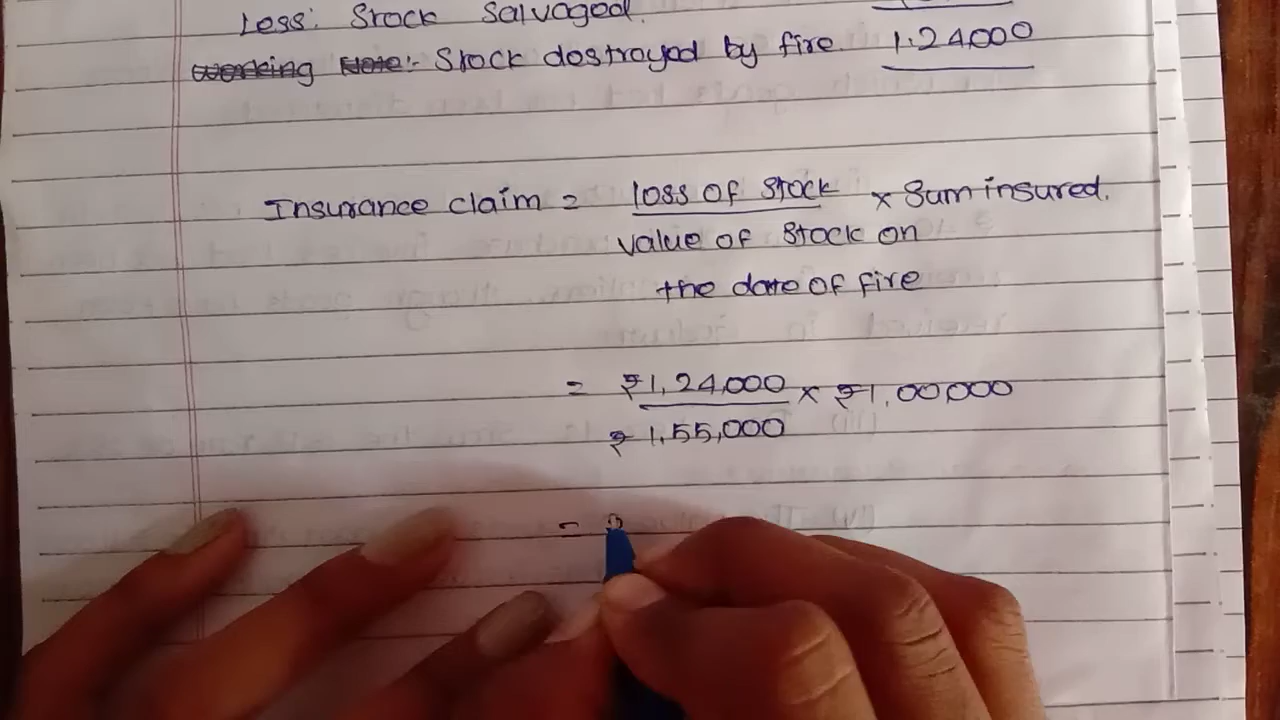 Less: Stock Salvaged.
Working Note:- Stock destroyed by fire 1,24,000
Insurance claim = loss of stock × Sum insured.
value of stock on
the date of fire
= ₹1,24,000 × ₹1,00,000
₹1,55,000
=